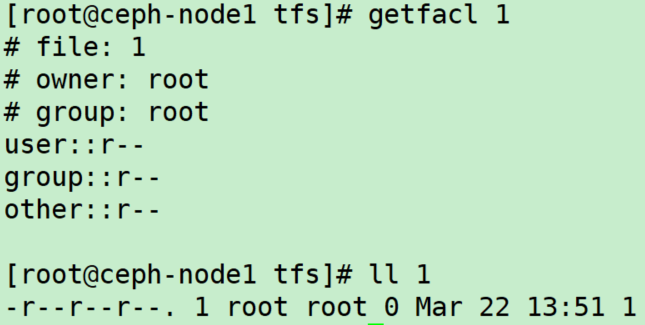 [root@ceph-node1 tfs]# getfacl 1
# file: 1
# owner: root
# group: root
user::r--
group::r--
other::r--

[root@ceph-node1 tfs]# ll 1
-r--r--r--. 1 root root 0 Mar 22 13:51 1